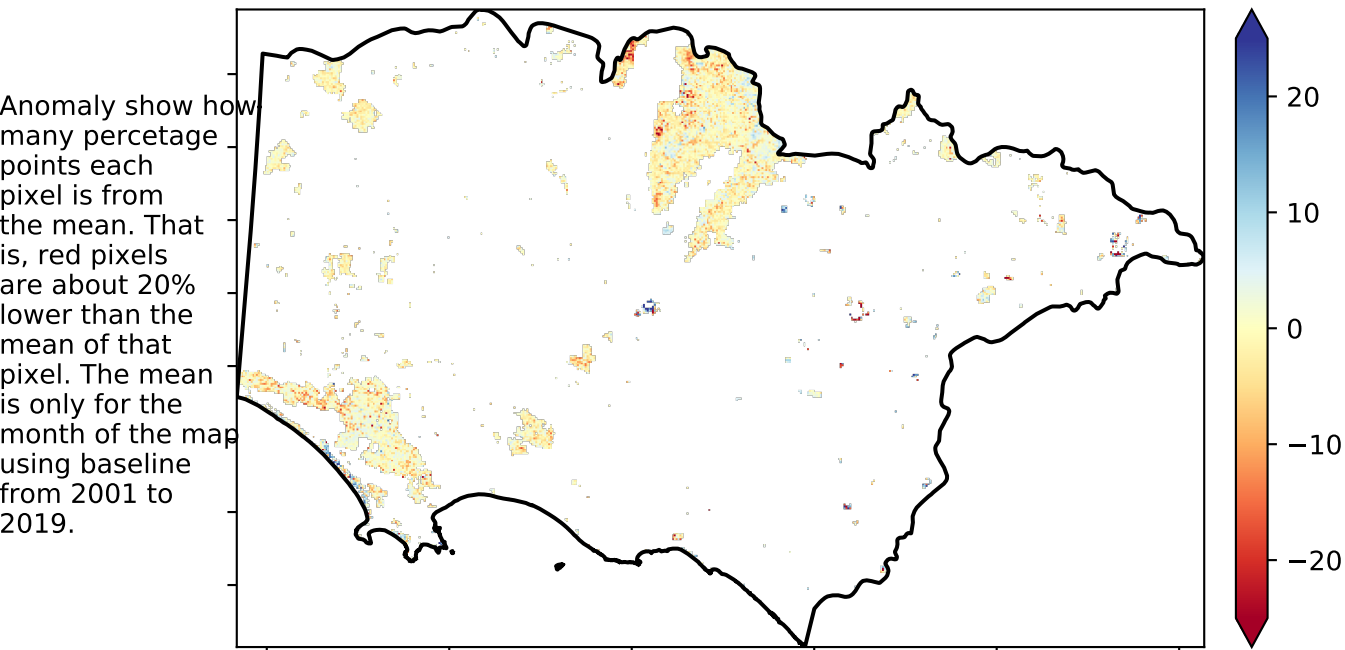 Anomaly show how
many percetage
points each
pixel is from
the mean. That
is, red pixels
are about 20%
lower than the
mean of that
pixel. The mean
is only for the
month of the map
using baseline
from 2001 to
2019.
20
10
0
−10
−20